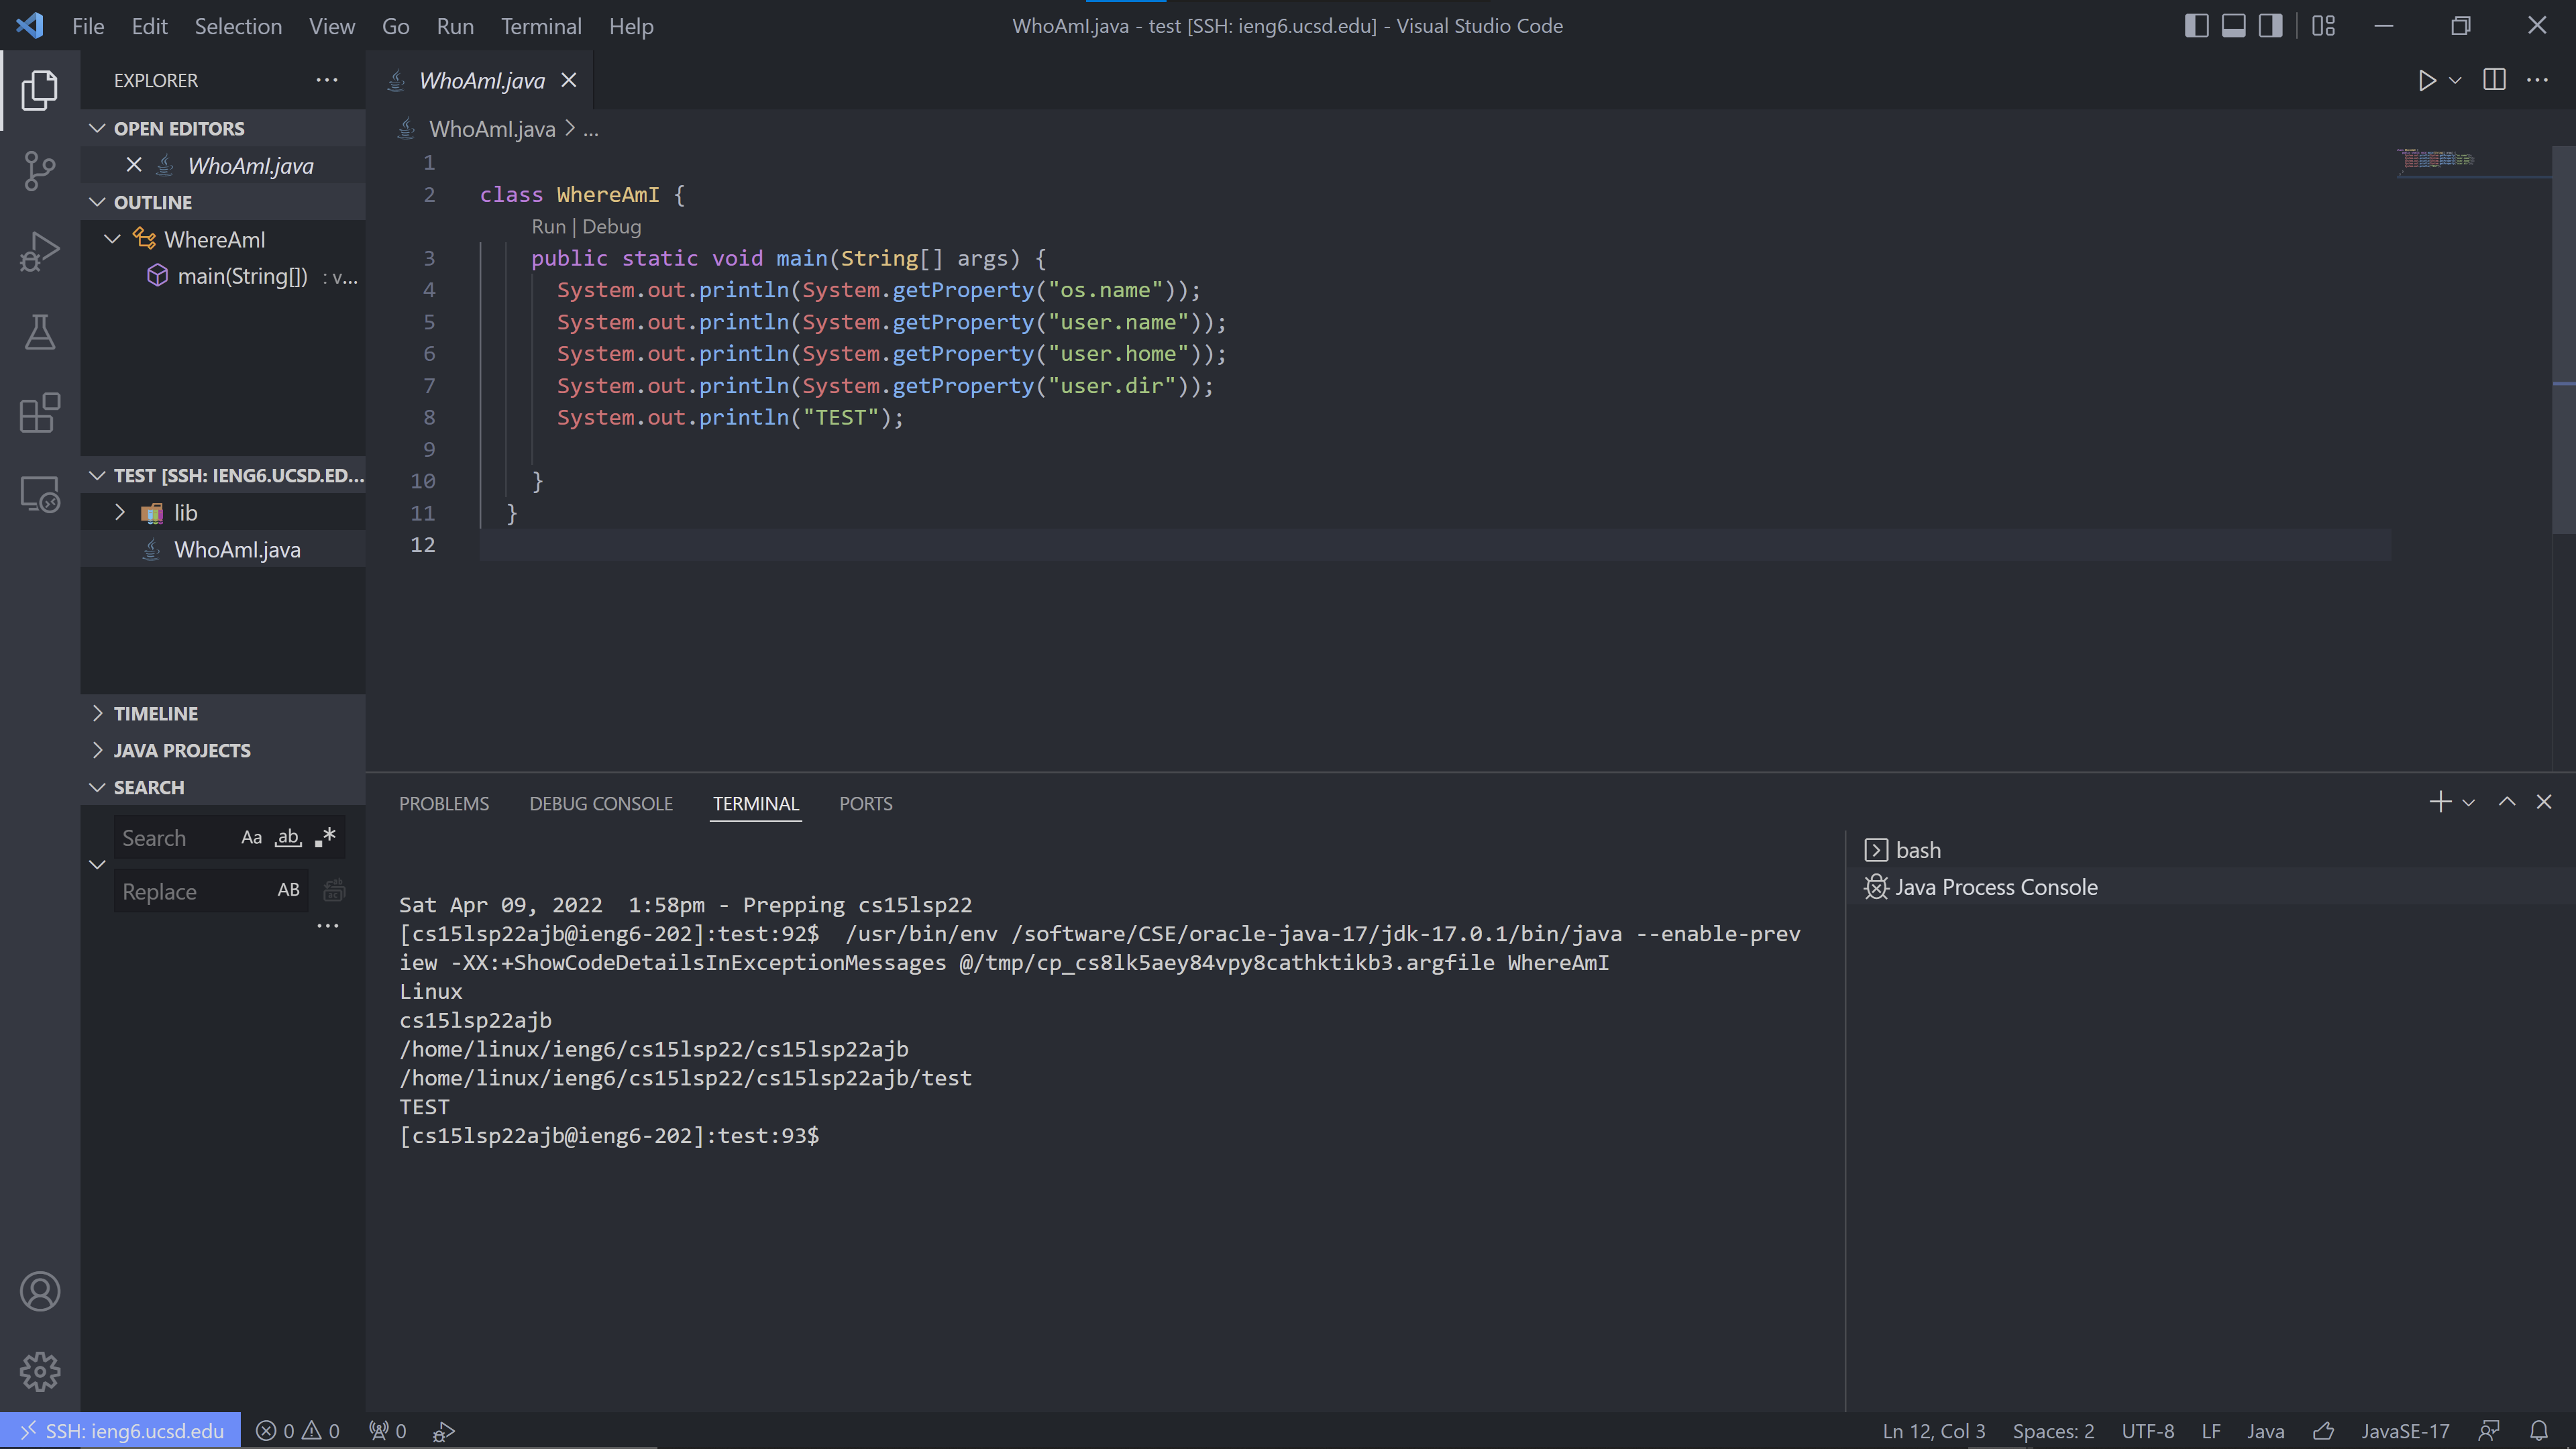 File Edit Selection View Go Run Terminal Help
WhoAmI.java - test [SSH: ieng6.ucsd.edu] - Visual Studio Code
EXPLORER
OPEN EDITORS
WhoAmI.java
OUTLINE
WhereAmI
main(String[]) : v...
TEST [SSH: IENG6.UCSD.ED...
lib
WhoAmI.java
TIMELINE
JAVA PROJECTS
SEARCH
Search Aa ab, .*
Replace AB
...
WhoAmI.java
WhoAmI.java > ...
1
2 class WhereAmI {
Run | Debug
3 public static void main(String[] args) {
4 System.out.println(System.getProperty("os.name"));
5 System.out.println(System.getProperty("user.name"));
6 System.out.println(System.getProperty("user.home"));
7 System.out.println(System.getProperty("user.dir"));
8 System.out.println("TEST");
9
10 }
11 }
12
PROBLEMS DEBUG CONSOLE TERMINAL PORTS
Sat Apr 09, 2022  1:58pm - Prepping cs15lsp22
[cs15lsp22ajb@ieng6-202]:test:92$  /usr/bin/env /software/CSE/oracle-java-17/jdk-17.0.1/bin/java --enable-prev
iew -XX:+ShowCodeDetailsInExceptionMessages @/tmp/cp_cs8lk5aey84vpy8cathktikb3.argfile WhereAmI
Linux
cs15lsp22ajb
/home/linux/ieng6/cs15lsp22/cs15lsp22ajb
/home/linux/ieng6/cs15lsp22/cs15lsp22ajb/test
TEST
[cs15lsp22ajb@ieng6-202]:test:93$
bash
Java Process Console
SSH: ieng6.ucsd.edu 0 0 0
Ln 12, Col 3 Spaces: 2 UTF-8 LF Java JavaSE-17